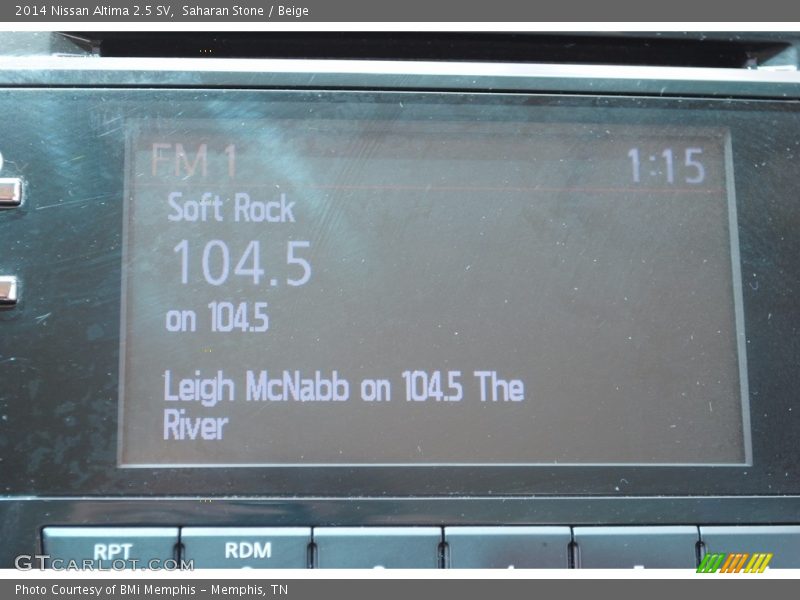 2014 Nissan Altima 2.5 SV, Saharan Stone / Beige
FM 1 1:15
Soft Rock
104.5
on 104.5
Leigh McNabb on 104.5 The
River
RPT RDM
GTcarlot.com
Photo Courtesy of BMi Memphis – Memphis, TN